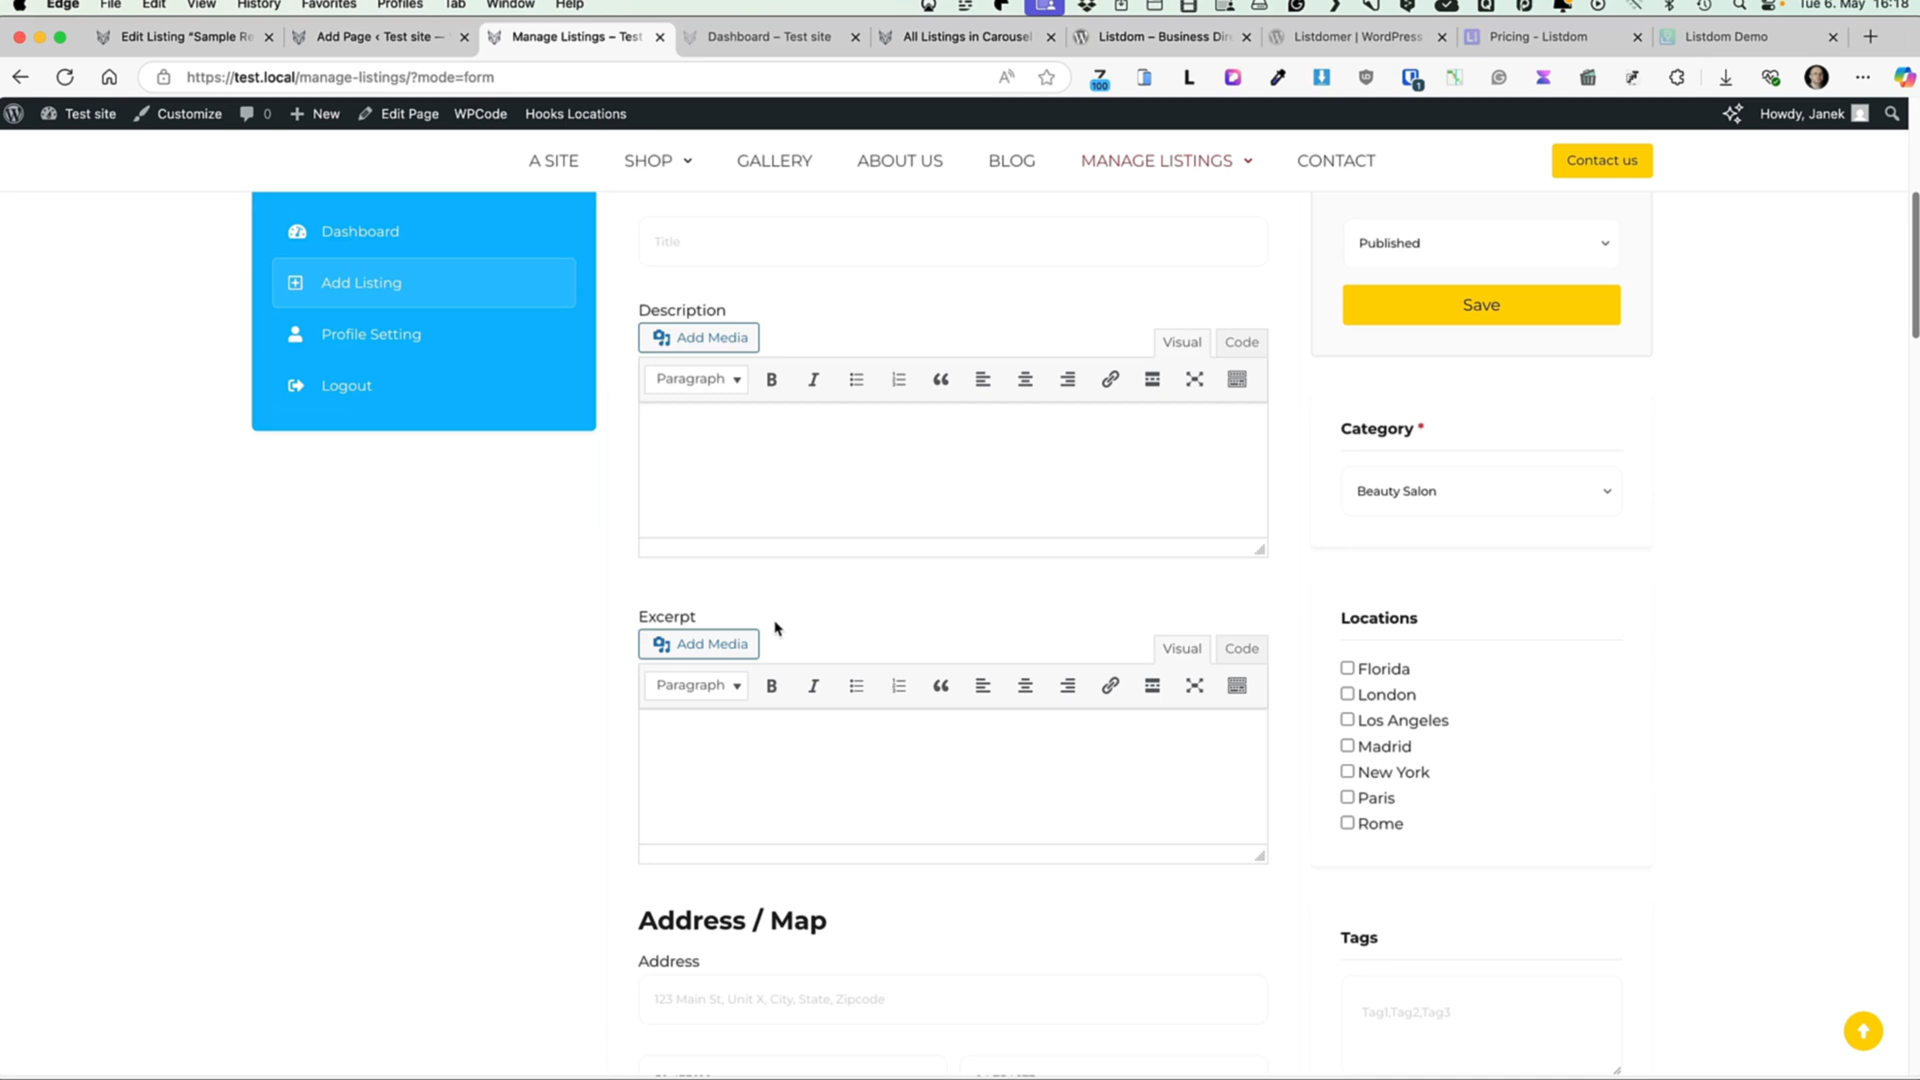 Edge File Edit View History Favorites Profiles Tab Window Help Tue 6. May 16:18
Edit Listing "Sample Re Add Page ‹ Test site — Manage Listings – Test Dashboard – Test site All Listings in Carousel Listdom – Business Dir Listdomer | WordPress Pricing - Listdom Listdom Demo
https://test.local/manage-listings/?mode=form
100
1
Test site Customize 0 New Edit Page WPCode Hooks Locations Howdy, Janek
A SITE SHOP GALLERY ABOUT US BLOG MANAGE LISTINGS CONTACT Contact us
Dashboard
Add Listing
Profile Setting
Logout
Title
Description
Add Media
Visual Code
Paragraph
Excerpt
Add Media
Visual Code
Paragraph
Address / Map
Address
123 Main St, Unit X, City, State, Zipcode
Published
Save
Category *
Beauty Salon
Locations
Florida
London
Los Angeles
Madrid
New York
Paris
Rome
Tags
Tag1,Tag2,Tag3